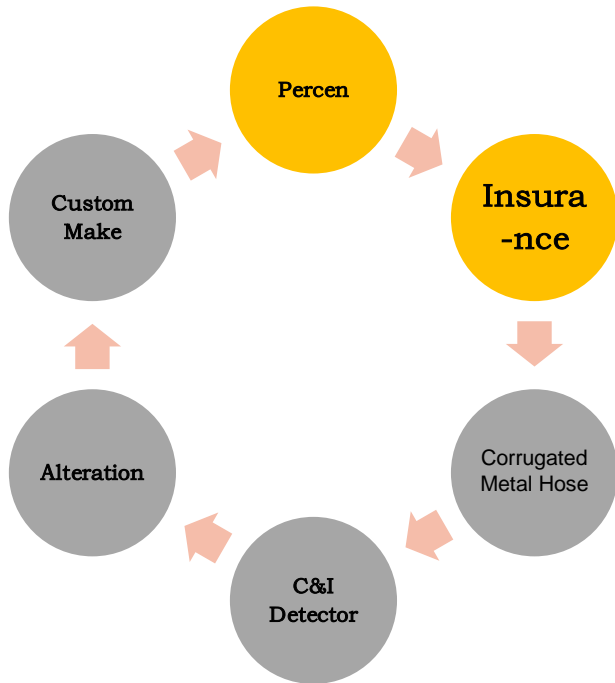 Percen
Insura
-nce
Corrugated
Metal Hose
C&I
Detector
Alteration
Custom
Make